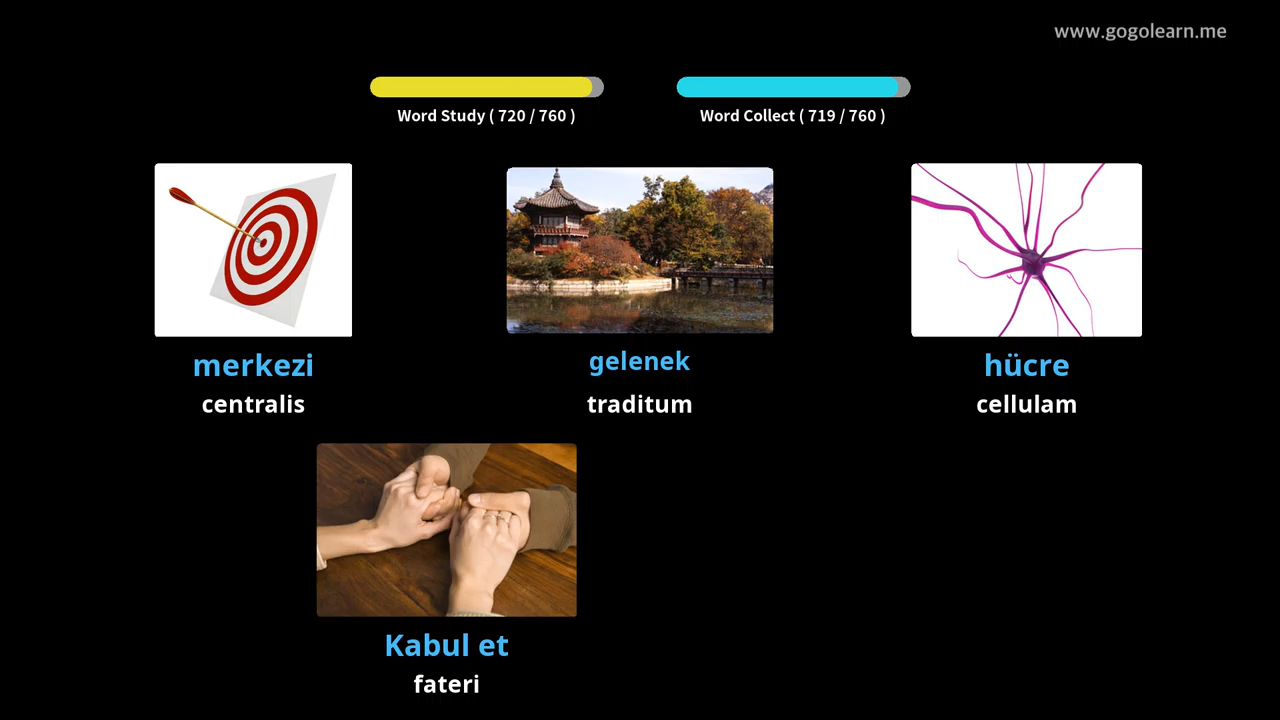 www.gogolearn.me
Word Study ( 720 / 760 )
Word Collect ( 719 / 760 )
merkezi
centralis
gelenek
traditum
hücre
cellulam
Kabul et
fateri